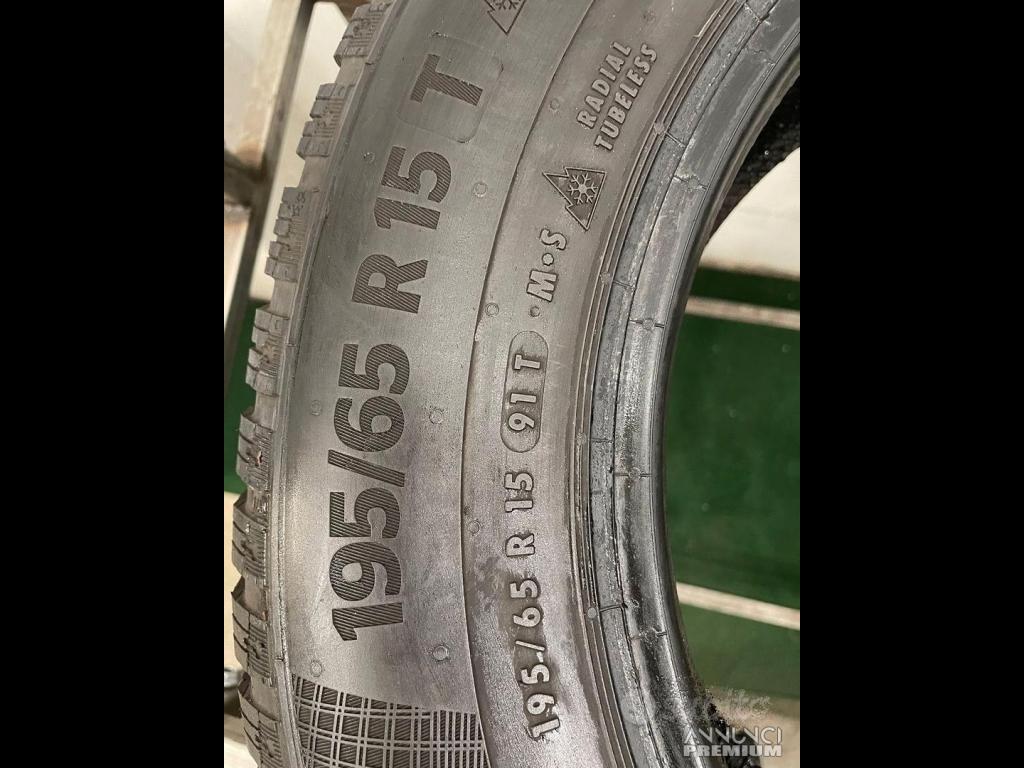 195/65 R 15 T
195/65 R 15 91 T · M·S
RADIAL
TUBELESS
ANNUNCI
PREMIUM